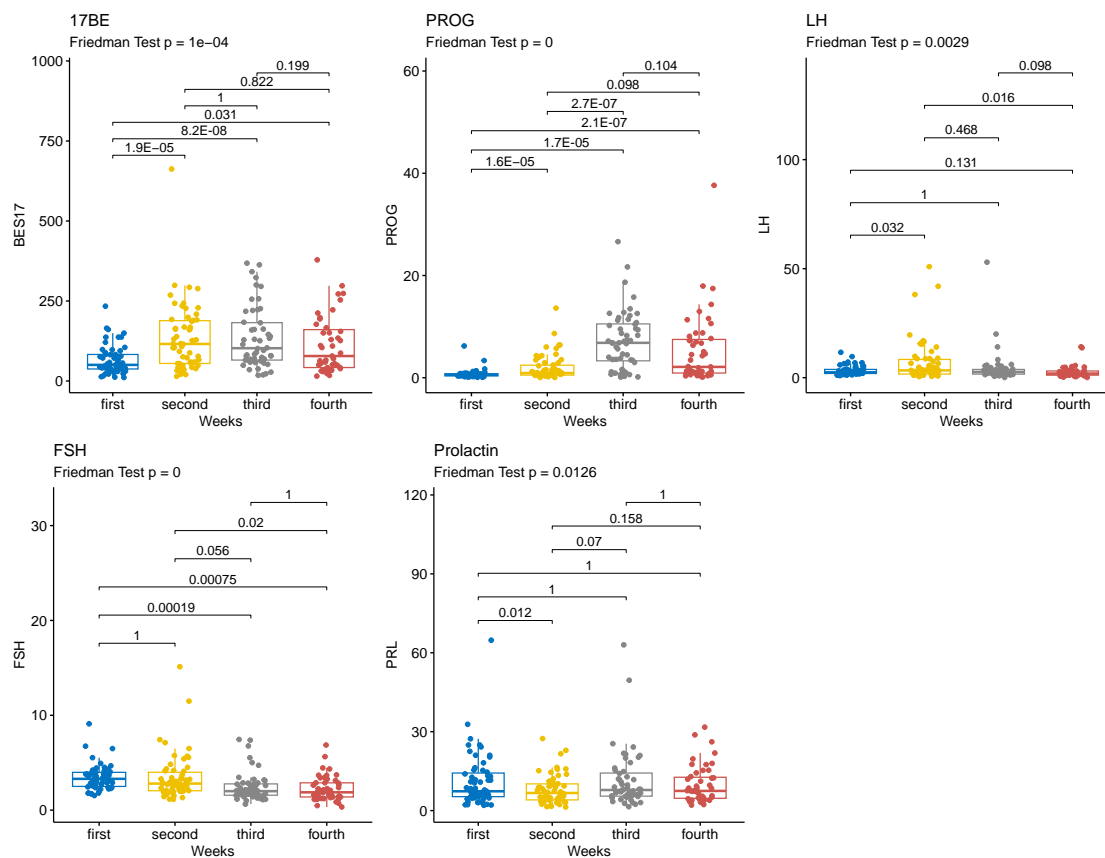 17BE
Friedman Test p = 1e−04
1000
750
500
250
0
BES17
0.199
0.822
1
0.031
8.2E−08
1.9E−05
first second third fourth
Weeks
PROG
Friedman Test p = 0
60
40
20
0
PROG
0.104
0.098
2.7E−07
2.1E−07
1.7E−05
1.6E−05
first second third fourth
Weeks
LH
Friedman Test p = 0.0029
100
50
0
LH
0.098
0.016
0.468
0.131
1
0.032
first second third fourth
Weeks
FSH
Friedman Test p = 0
30
20
10
0
FSH
1
0.02
0.056
0.00075
0.00019
1
first second third fourth
Weeks
Prolactin
Friedman Test p = 0.0126
120
90
60
30
0
PRL
1
0.158
0.07
1
1
0.012
first second third fourth
Weeks